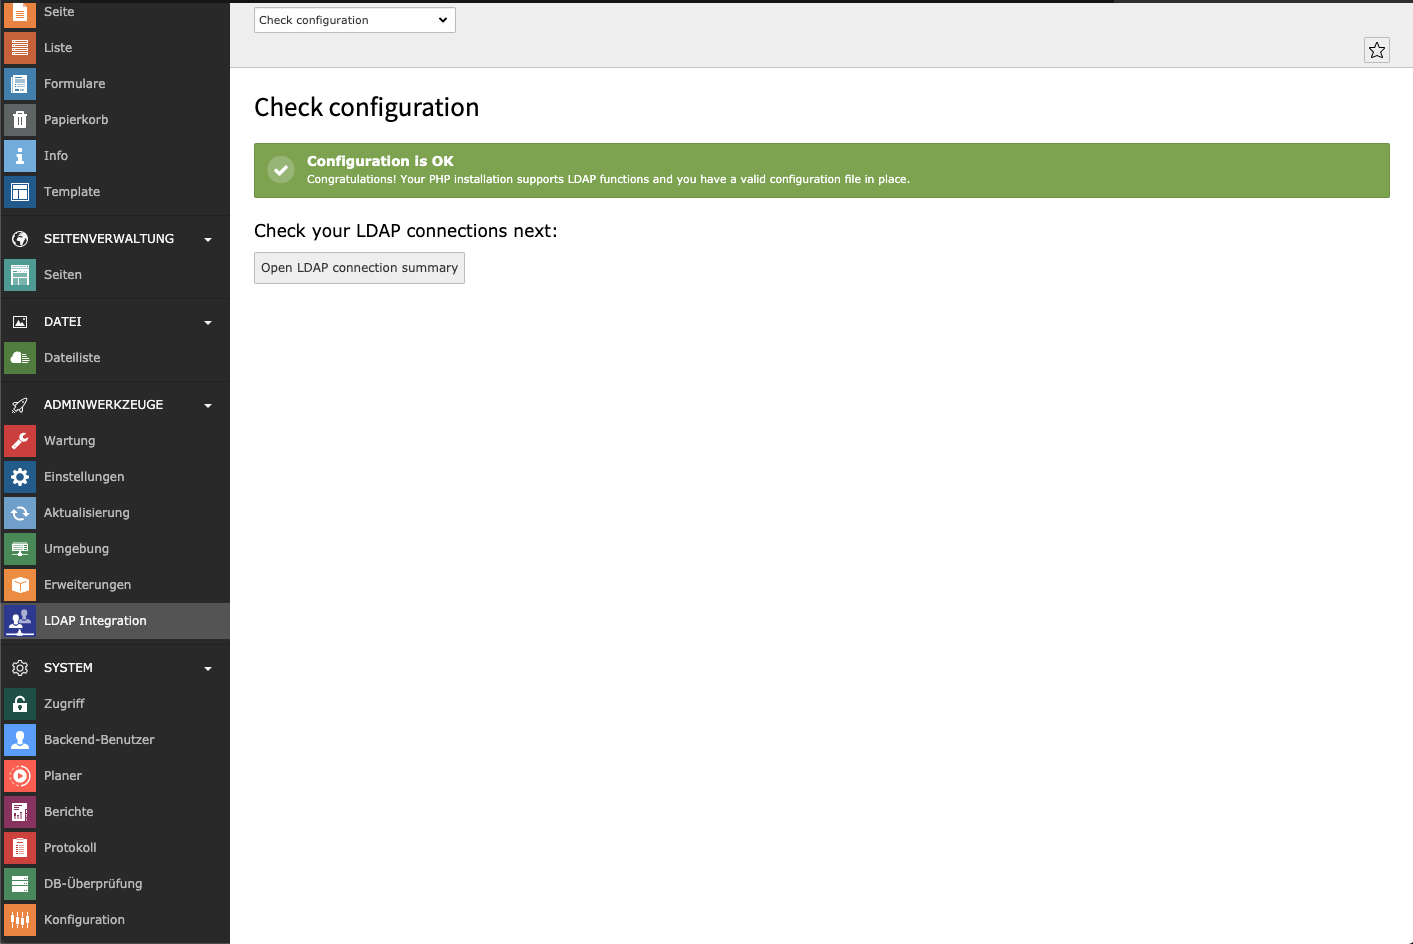 Seite
Liste
Formulare
Papierkorb
Info
Template
SEITENVERWALTUNG
Seiten
DATEI
Dateiliste
ADMINWERKZEUGE
Wartung
Einstellungen
Aktualisierung
Umgebung
Erweiterungen
LDAP Integration
SYSTEM
Zugriff
Backend-Benutzer
Planer
Berichte
Protokoll
DB-Überprüfung
Konfiguration
Check configuration
Check configuration
Configuration is OK
Congratulations! Your PHP installation supports LDAP functions and you have a valid configuration file in place.
Check your LDAP connections next:
Open LDAP connection summary